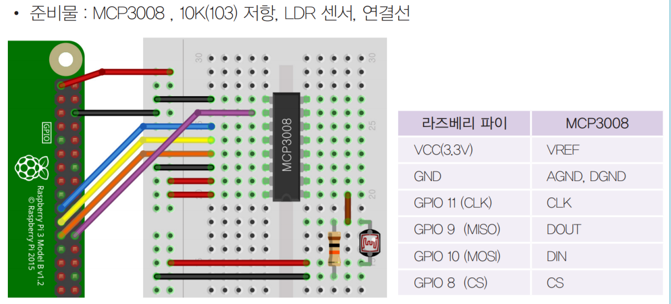 • 준비물 : MCP3008 , 10K(103) 저항, LDR 센서, 연결선
GPIO
Raspberry Pi 3 Model B v1.2
© Raspberry Pi 2015
30
30
25
20
MCP3008
라즈베리 파이 MCP3008
VCC(3.3V) VREF
GND AGND, DGND
GPIO 11 (CLK) CLK
GPIO 9 (MISO) DOUT
GPIO 10 (MOSI) DIN
GPIO 8 (CS) CS